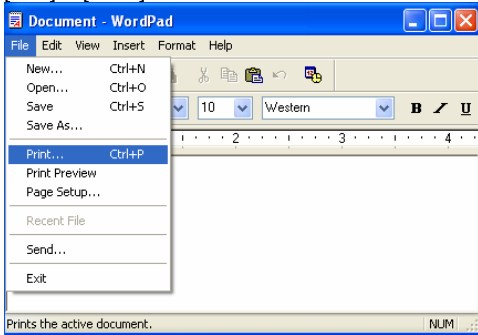 Document - WordPad
File Edit View Insert Format Help
New... Ctrl+N
Open... Ctrl+O
Save Ctrl+S
Save As...
10 Western B / U
2 3 4
Print... Ctrl+P
Print Preview
Page Setup...
Recent File
Send...
Exit
Prints the active document. NUM